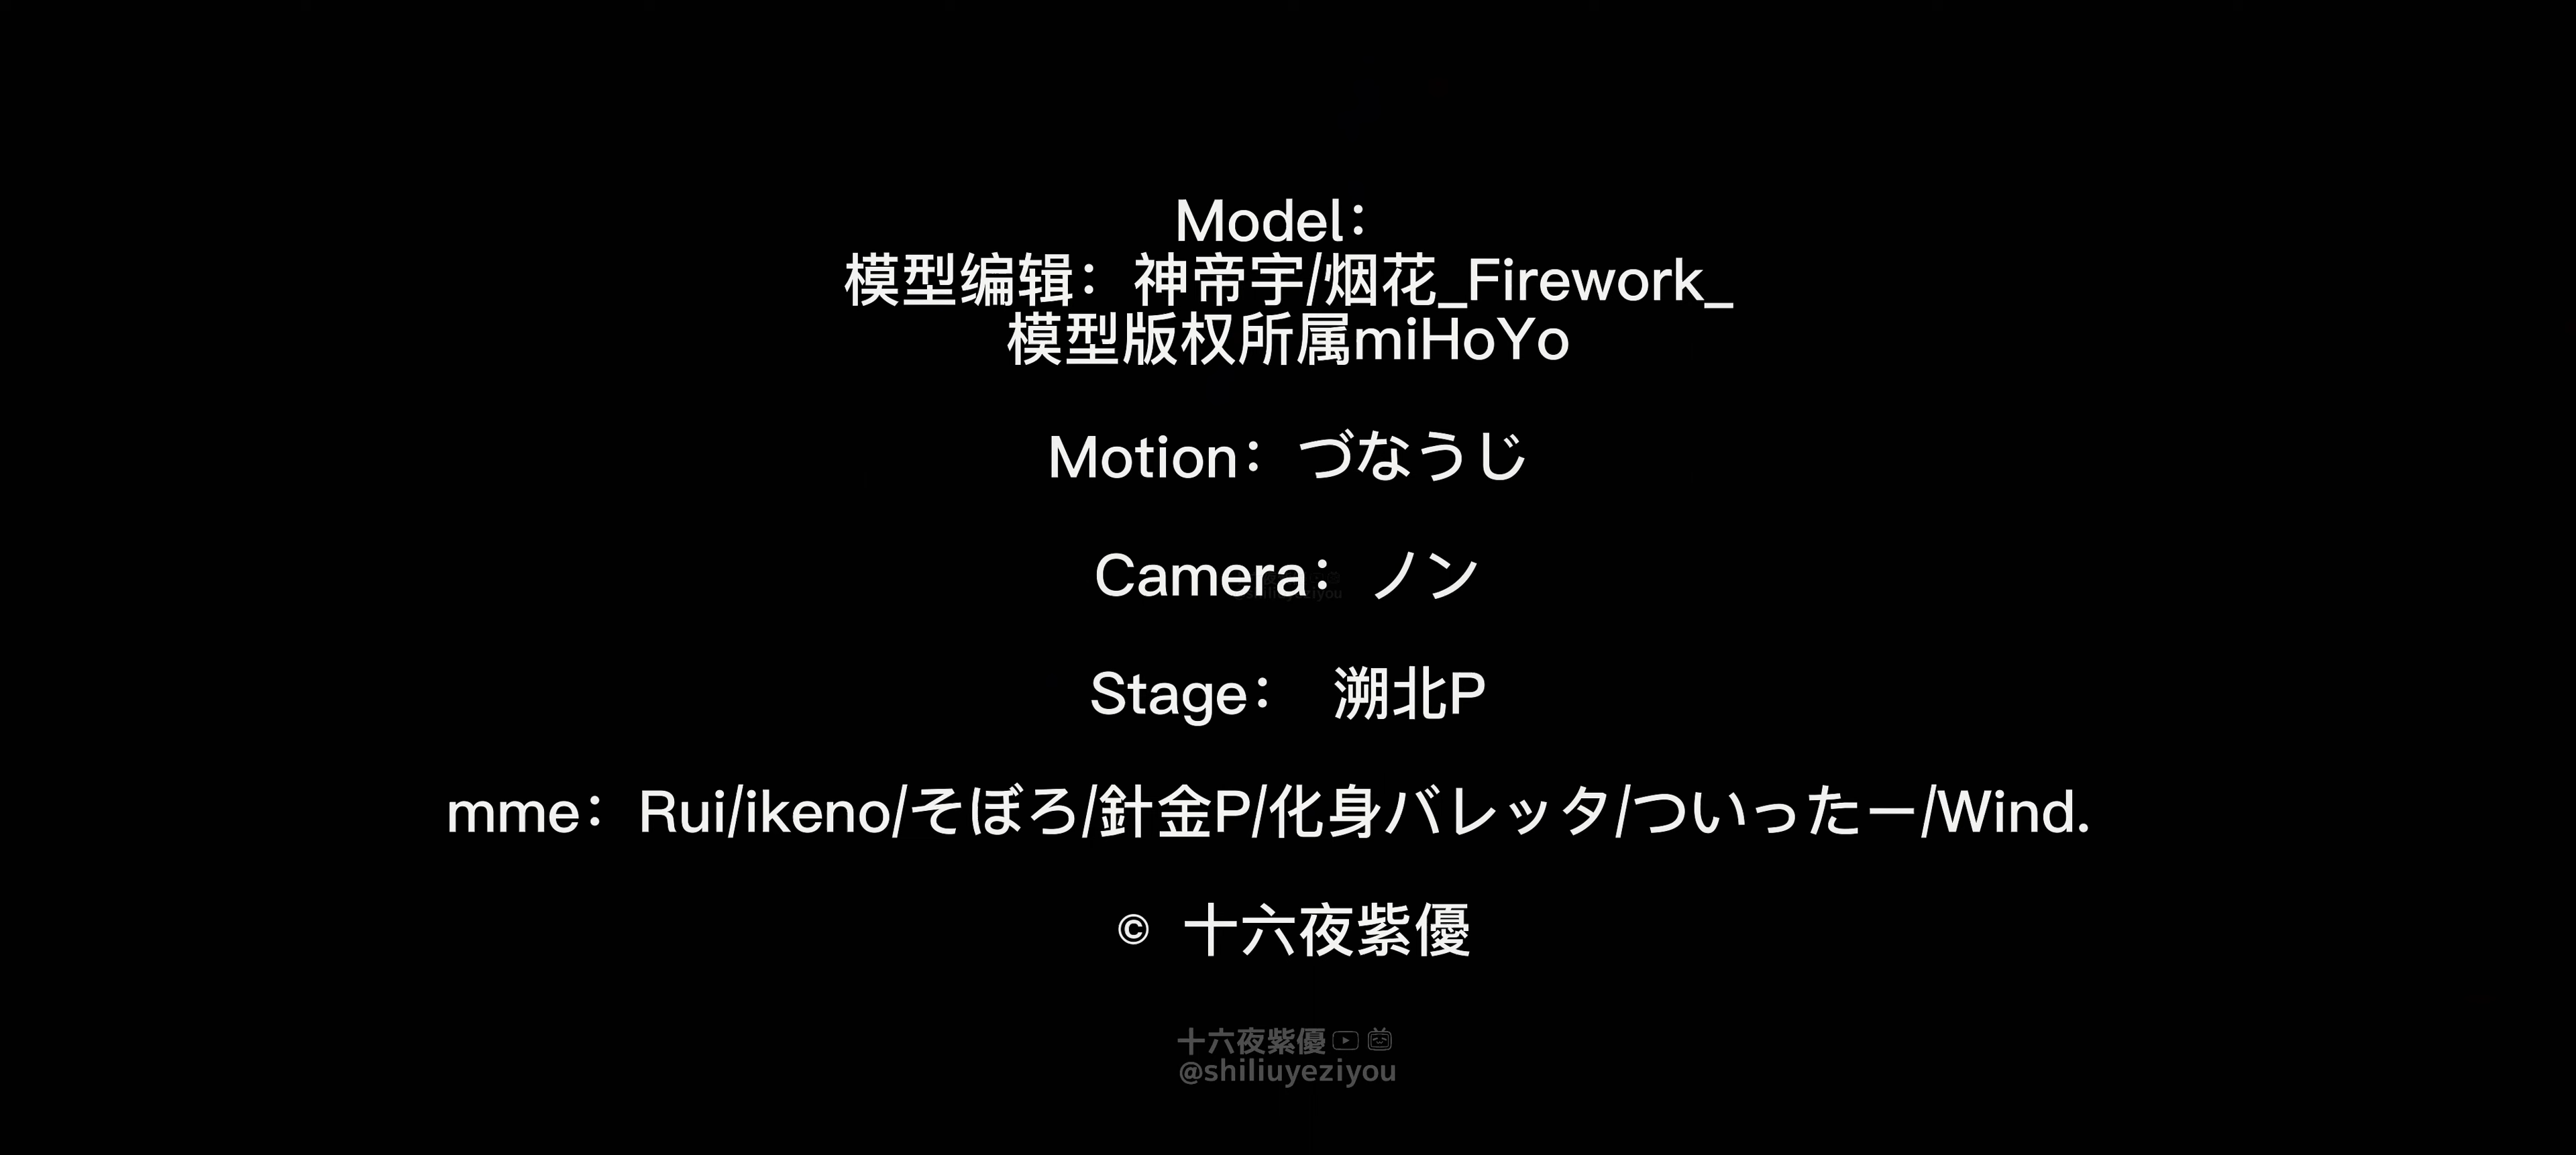 Model：
模型编辑：神帝宇/烟花_Firework_
模型版权所属miHoYo
Motion：づなうじ
Camera：ノン
Stage： 溯北P
mme：Rui/ikeno/そぼろ/針金P/化身バレッタ/ついったー/Wind.
© 十六夜紫優
十六夜紫優
@shiliuyeziyou